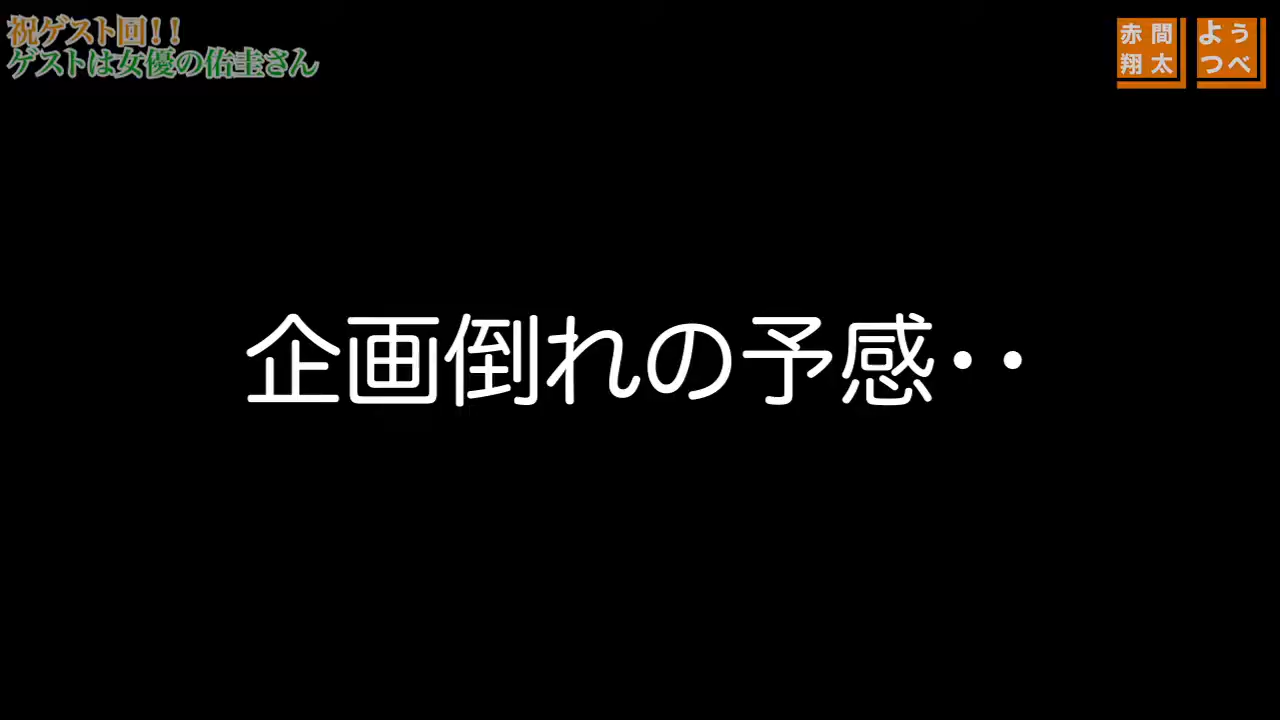 祝ゲスト回!!
ゲストは女優の佑圭さん
赤間
翔太
よう
つべ
企画倒れの予感・・